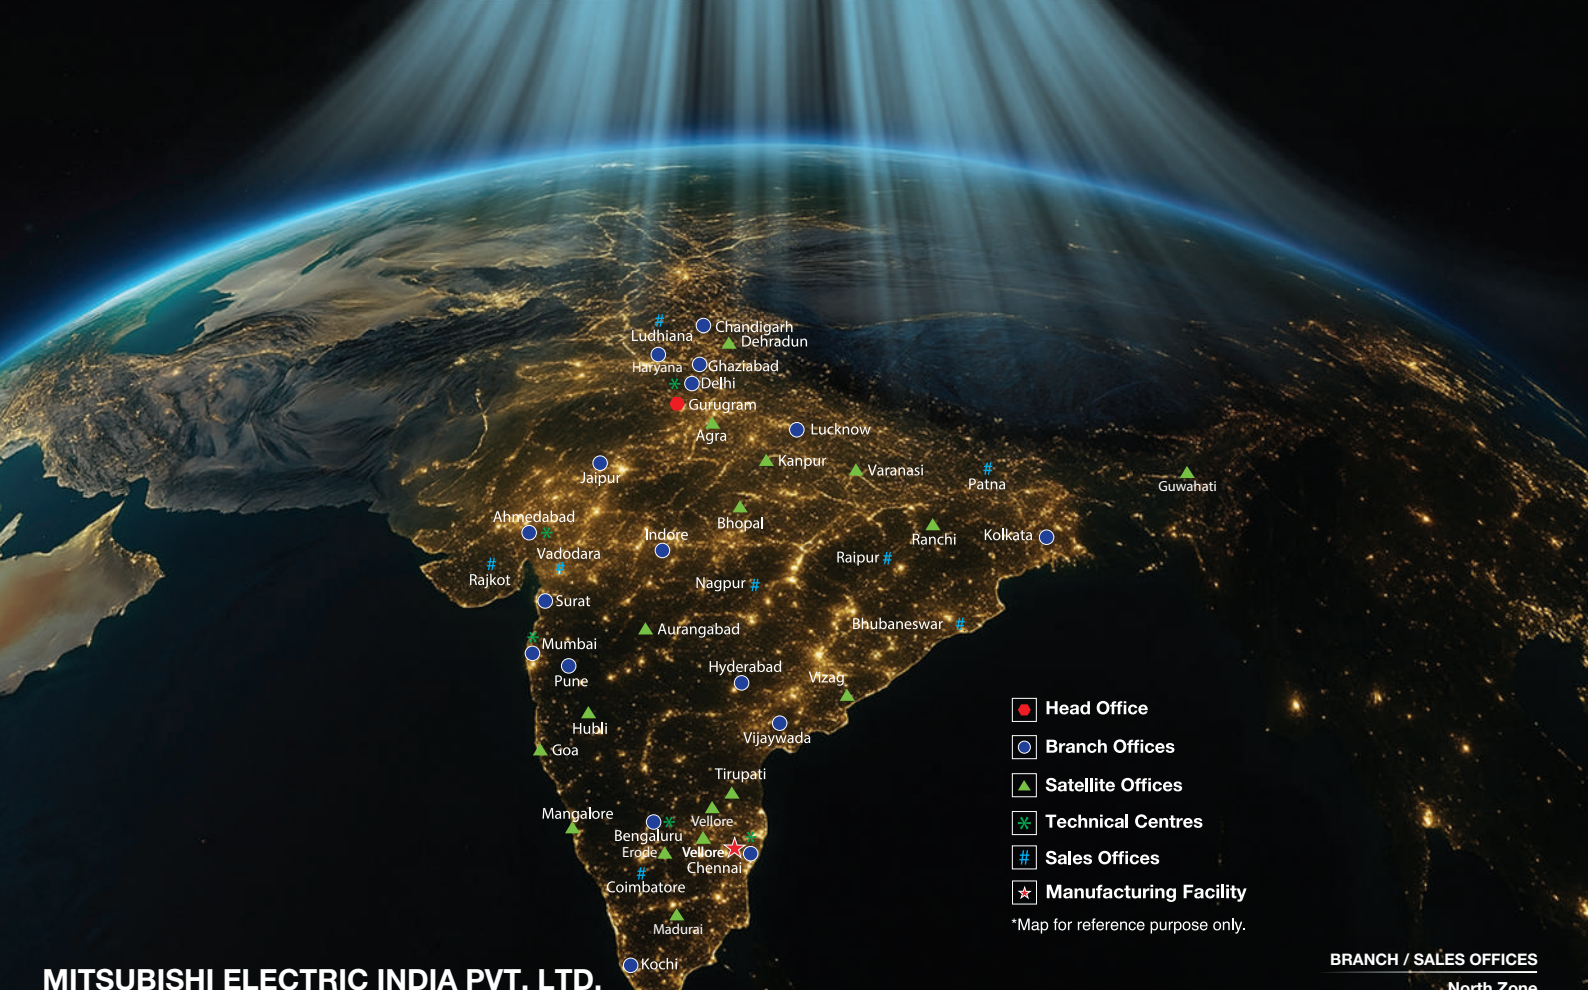 #
Ludhiana
Chandigarh
Dehradun
Haryana
Ghaziabad
Delhi
Gurugram
Agra
Lucknow
Jaipur
Kanpur
Varanasi
#
Patna
Guwahati
Ahmedabad
Bhopal
Ranchi
Kolkata
Indore
Vadodara
#
#
Rajkot
Raipur #
Nagpur #
Surat
Aurangabad
Bhubaneswar #
Mumbai
Pune
Hyderabad
Vizag
Hubli
Vijaywada
Goa
Tirupati
Mangalore
Vellore
Bengaluru
Erode
Vellore
Chennai
#
Coimbatore
Madurai
Kochi
Head Office
Branch Offices
Satellite Offices
Technical Centres
# Sales Offices
Manufacturing Facility
*Map for reference purpose only.
MITSUBISHI ELECTRIC INDIA PVT. LTD.
BRANCH / SALES OFFICES
North Zone